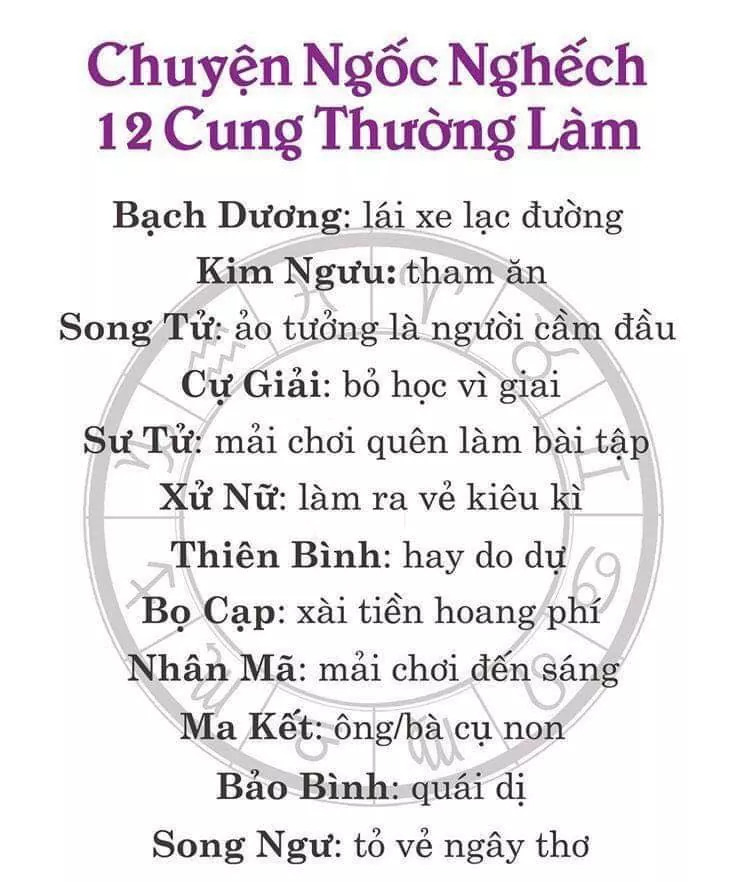 Chuyện Ngốc Nghếch
12 Cung Thường Làm
Bạch Dương: lái xe lạc đường
Kim Ngưu: tham ăn
Song Tử: ảo tưởng là người cầm đầu
Cự Giải: bỏ học vì giai
Sư Tử: mải chơi quên làm bài tập
Xử Nữ: làm ra vẻ kiêu kì
Thiên Bình: hay do dự
Bọ Cạp: xài tiền hoang phí
Nhân Mã: mải chơi đến sáng
Ma Kết: ông/bà cụ non
Bảo Bình: quái dị
Song Ngư: tỏ vẻ ngây thơ